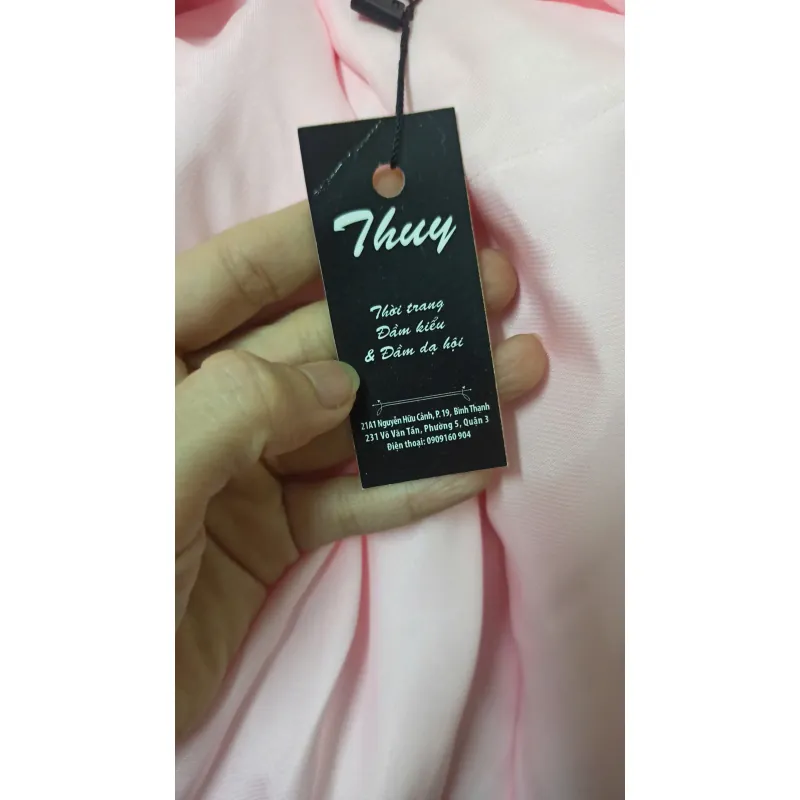 Thuy
Thời trang
Đầm kiểu
& Đầm dạ hội
21A1 Nguyễn Hữu Cảnh, P. 19, Bình Thạnh
231 Võ Văn Tần, Phường 5, Quận 3
Điện thoại: 0909160 904